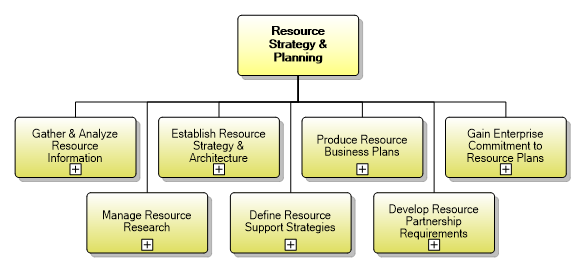 Resource
Strategy &
Planning
Gather & Analyze
Resource
Information
Establish Resource
Strategy &
Architecture
Produce Resource
Business Plans
Gain Enterprise
Commitment to
Resource Plans
Manage Resource
Research
Define Resource
Support Strategies
Develop Resource
Partnership
Requirements